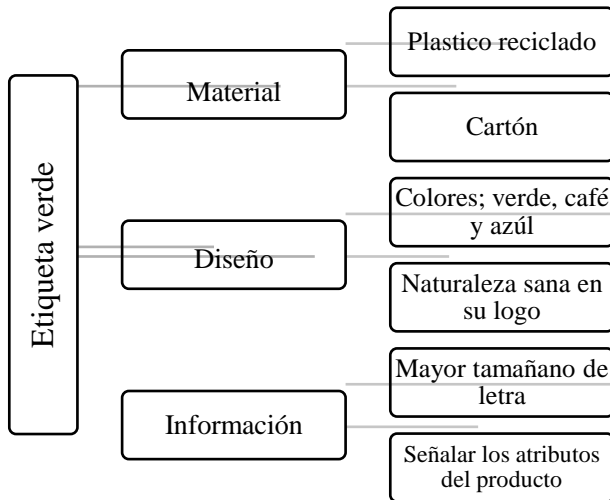 Etiqueta verde
Material
Plastico reciclado
Cartón
Diseño
Colores; verde, café
y azúl
Naturaleza sana en
su logo
Información
Mayor tamañano de
letra
Señalar los atributos
del producto